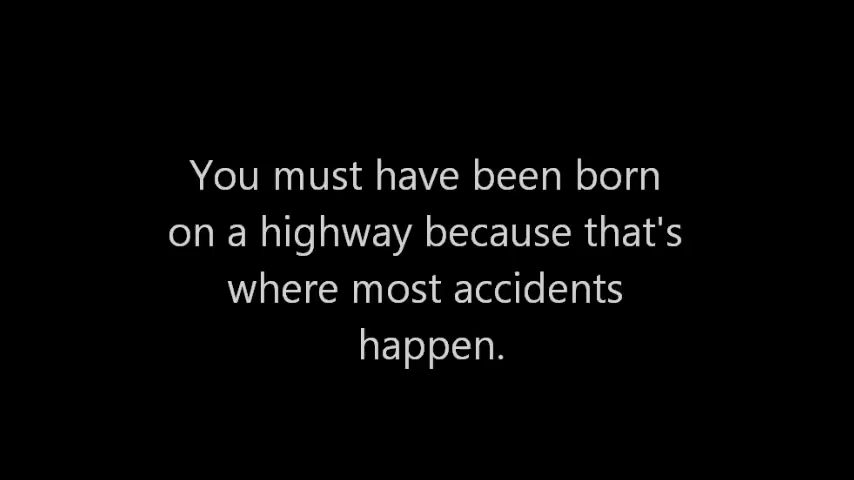 You must have been born
on a highway because that's
where most accidents
happen.